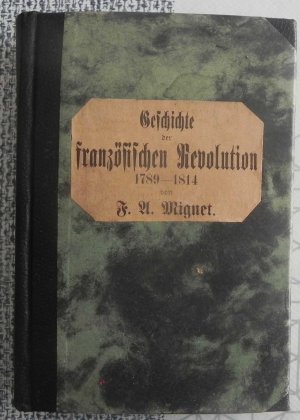 Geschichte
der
französischen Revolution
1789–1814
von
F. A. Mignet.